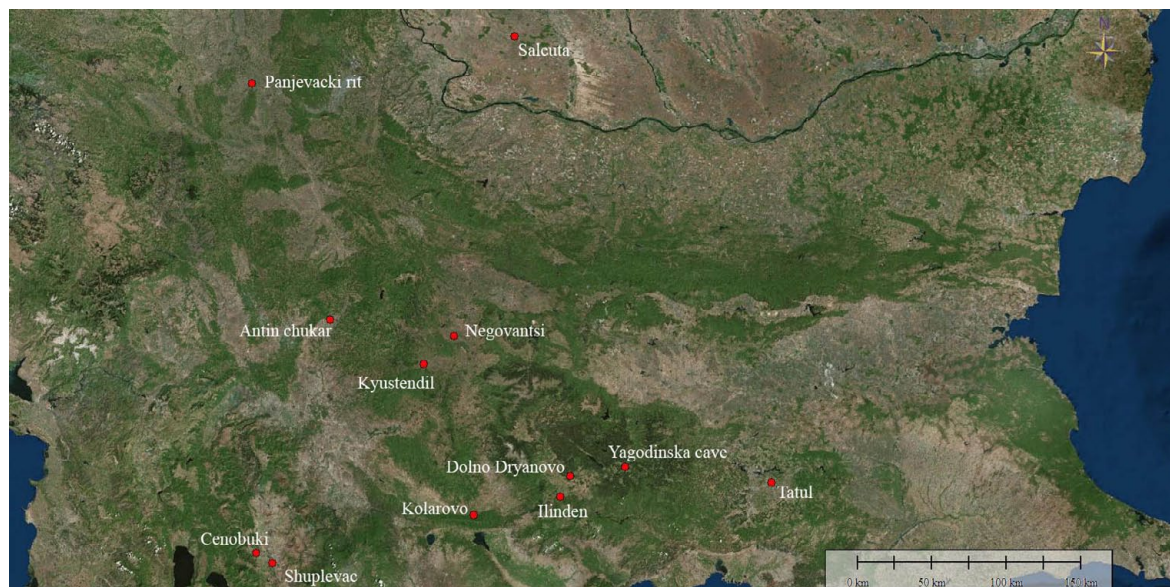 N
Salcuta
Panjevacki rit
Antin chukar
Negovantsi
Kyustendil
Yagodinska cave
Dolno Dryanovo
Tatul
Ilinden
Kolarovo
Cenobuki
Shuplevac
0 km 50 km 100 km 150 km